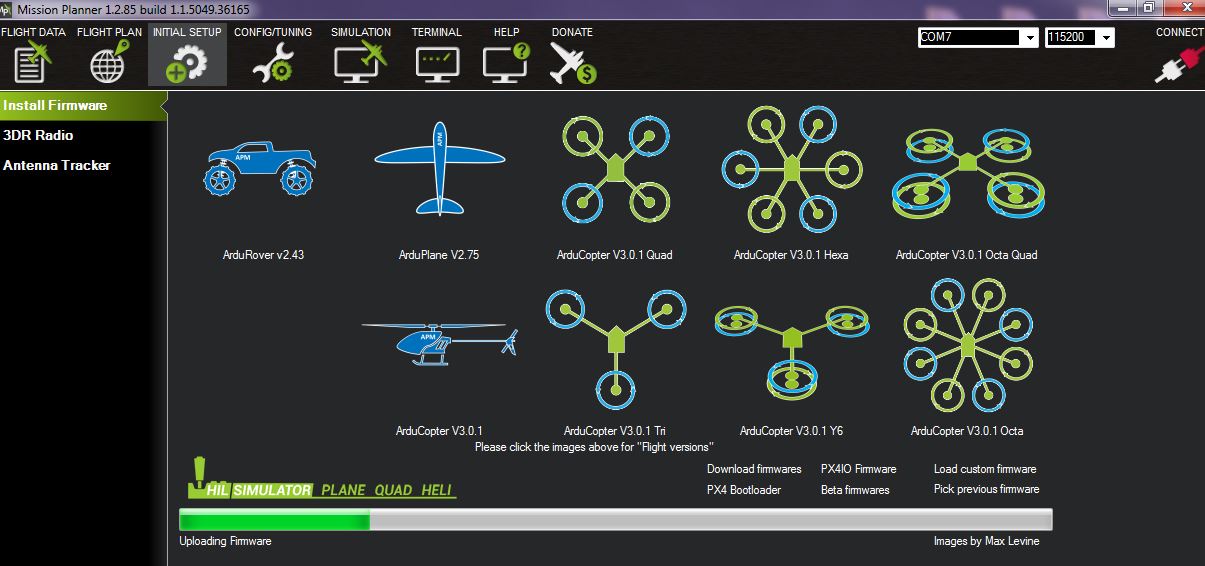 Mission Planner 1.2.85 build 1.1.5049.36165
FLIGHT DATA FLIGHT PLAN INITIAL SETUP CONFIG/TUNING SIMULATION TERMINAL HELP DONATE COM7 115200 CONNECT
Install Firmware
3DR Radio
Antenna Tracker
APM APM
ArduRover v2.43 ArduPlane V2.75 ArduCopter V3.0.1 Quad ArduCopter V3.0.1 Hexa ArduCopter V3.0.1 Octa Quad
APM
ArduCopter V3.0.1 ArduCopter V3.0.1 Tri ArduCopter V3.0.1 Y6 ArduCopter V3.0.1 Octa
Please click the images above for "Flight versions"
Download firmwares PX4IO Firmware Load custom firmware
HIL SIMULATOR PLANE QUAD HELI
PX4 Bootloader Beta firmwares Pick previous firmware
Uploading Firmware Images by Max Levine